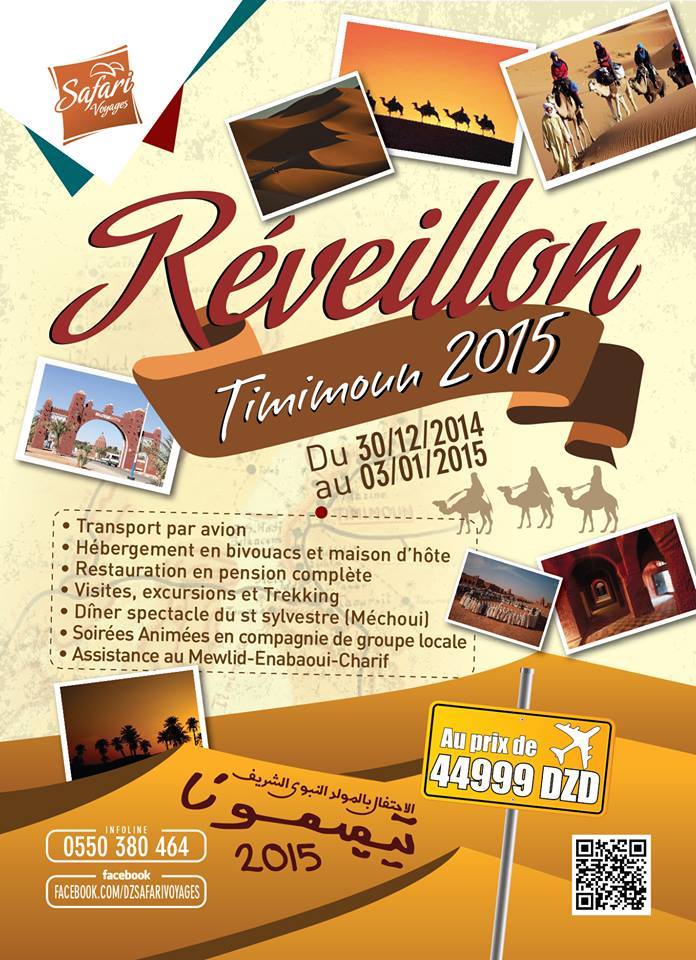 Safari
Voyages
Réveillon
Timimoun 2015
Du 30/12/2014
au 03/01/2015
• Transport par avion
• Hébergement en bivouacs et maison d'hôte
• Restauration en pension complète
• Visites, excursions et Trekking
• Dîner spectacle du st sylvestre (Méchoui)
• Soirées Animées en compagnie de groupe locale
• Assistance au Mewlid-Enabaoui-Charif
Au prix de
44999 DZD
الاحتفال بالمولد النبوي الشريف
تيميمون
2015
INFOLINE
0550 380 464
facebook
FACEBOOK.COM/DZSAFARIVOYAGES